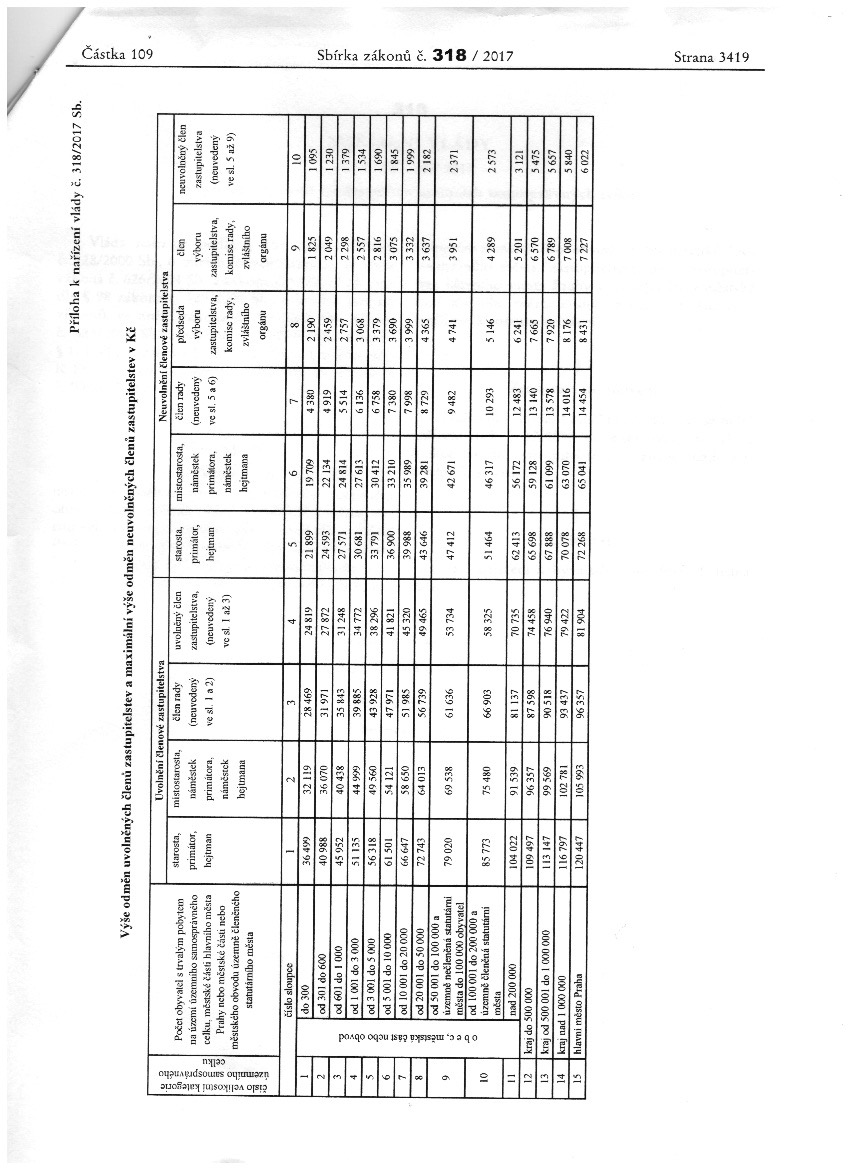 Částka 109 Sbírka zákonů č. 318 / 2017 Strana 3419
Příloha k nařízení vlády č. 318/2017 Sb.
Výše odměn uvolněných členů zastupitelstev a maximální výše odměn neuvolněných členů zastupitelstev v Kč
číslo velikostní kategorie
územního samosprávného
celku
Počet obyvatel s trvalým pobytem
na území územního samosprávného
celku, městské části hlavního města
Prahy nebo městské části nebo
městského obvodu územně členěného
statutárního města
Uvolnění členové zastupitelstva
Neuvolnění členové zastupitelstva
starosta,
primátor,
hejtman
místostarosta,
náměstek
primátora,
náměstek
hejtmana
člen rady
(neuvedený
ve sl. 1 a 2)
uvolněný člen
zastupitelstva,
(neuvedený
ve sl. 1 až 3)
starosta,
primátor,
hejtman
místostarosta,
náměstek
primátora,
náměstek
hejtmana
člen rady
(neuvedený
ve sl. 5 a 6)
předseda
výboru
zastupitelstva,
komise rady,
zvláštního
orgánu
člen
výboru
zastupitelstva,
komise rady,
zvláštního
orgánu
neuvolněný člen
zastupitelstva
(neuvedený
ve sl. 5 až 9)
číslo sloupce 1 2 3 4 5 6 7 8 9 10
obec, městská část nebo obvod
1 do 300 36 499 32 119 28 469 24 819 21 899 19 709 4 380 2 190 1 825 1 095
2 od 301 do 600 40 988 36 070 31 971 27 872 24 593 22 134 4 919 2 459 2 049 1 230
3 od 601 do 1 000 45 952 40 438 35 843 31 248 27 571 24 814 5 514 2 757 2 298 1 379
4 od 1 001 do 3 000 51 135 44 999 39 885 34 772 30 681 27 613 6 136 3 068 2 557 1 534
5 od 3 001 do 5 000 56 318 49 560 43 928 38 296 33 791 30 412 6 758 3 379 2 816 1 690
6 od 5 001 do 10 000 61 501 54 121 47 971 41 821 36 900 33 210 7 380 3 690 3 075 1 845
7 od 10 001 do 20 000 66 647 58 650 51 985 45 320 39 988 35 989 7 998 3 999 3 332 1 999
8 od 20 001 do 50 000 72 743 64 013 56 739 49 465 43 646 39 281 8 729 4 365 3 637 2 182
od 50 001 do 100 000 a
9 územně nečleněná statutární 79 020 69 538 61 636 53 734 47 412 42 671 9 482 4 741 3 951 2 371
města do 100 000 obyvatel
od 100 001 do 200 000 a
10 územně členěná statutární 85 773 75 480 66 903 58 325 51 464 46 317 10 293 5 146 4 289 2 573
města
11 nad 200 000 104 022 91 539 81 137 70 735 62 413 56 172 12 483 6 241 5 201 3 121
12 kraj do 500 000 109 497 96 357 87 598 74 458 65 698 59 128 13 140 7 665 6 570 5 475
13 kraj od 500 001 do 1 000 000 113 147 99 569 90 518 76 940 67 888 61 099 13 578 7 920 6 789 5 657
14 kraj nad 1 000 000 116 797 102 781 93 437 79 422 70 078 63 070 14 016 8 176 7 008 5 840
15 hlavní město Praha 120 447 105 993 96 357 81 904 72 268 65 041 14 454 8 431 7 227 6 022